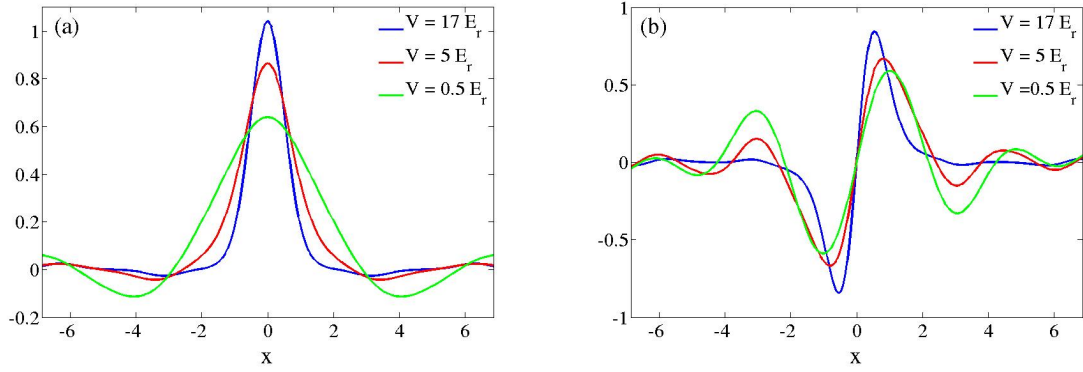 (a)
V = 17 E_r
V = 5 E_r
V = 0.5 E_r
1
0.8
0.6
0.4
0.2
0
-0.2
-6 -4 -2 0 2 4 6
x
(b)
V = 17 E_r
V = 5 E_r
V =0.5 E_r
1
0.5
0
-0.5
-1
-6 -4 -2 0 2 4 6
x